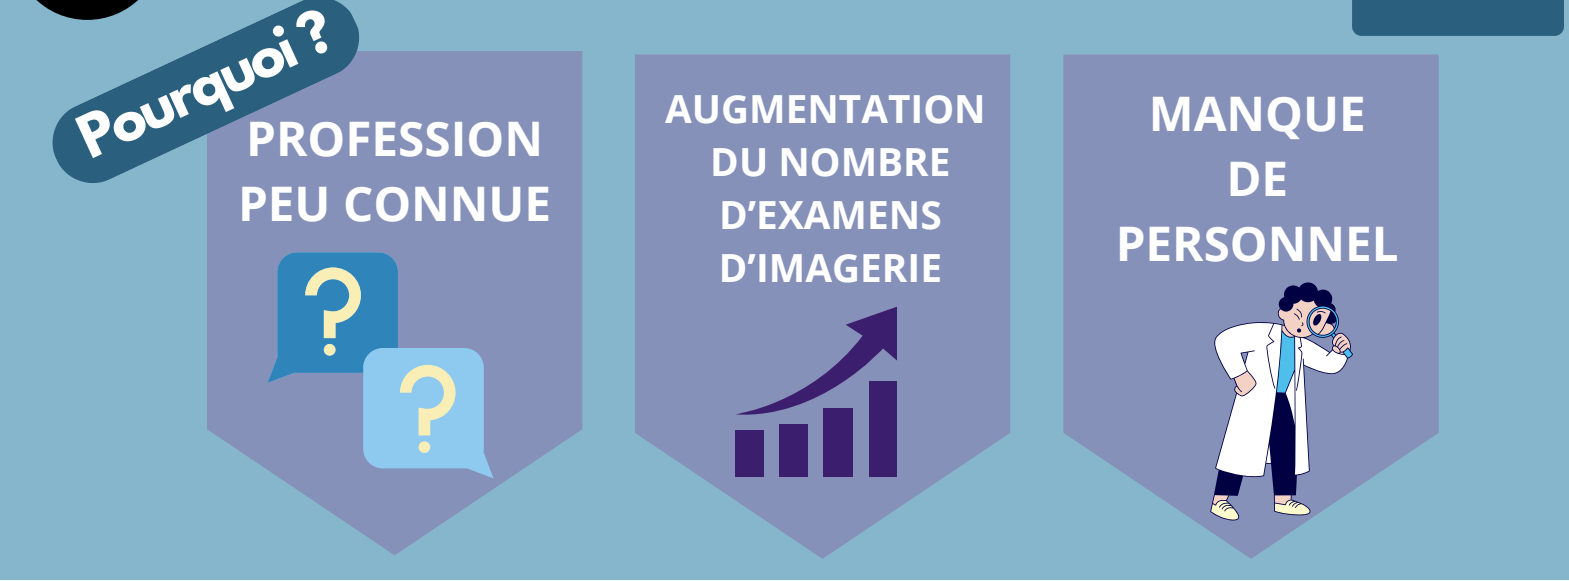 Pourquoi ?
PROFESSION
PEU CONNUE
?
?
AUGMENTATION
DU NOMBRE
D’EXAMENS
D’IMAGERIE
MANQUE
DE
PERSONNEL